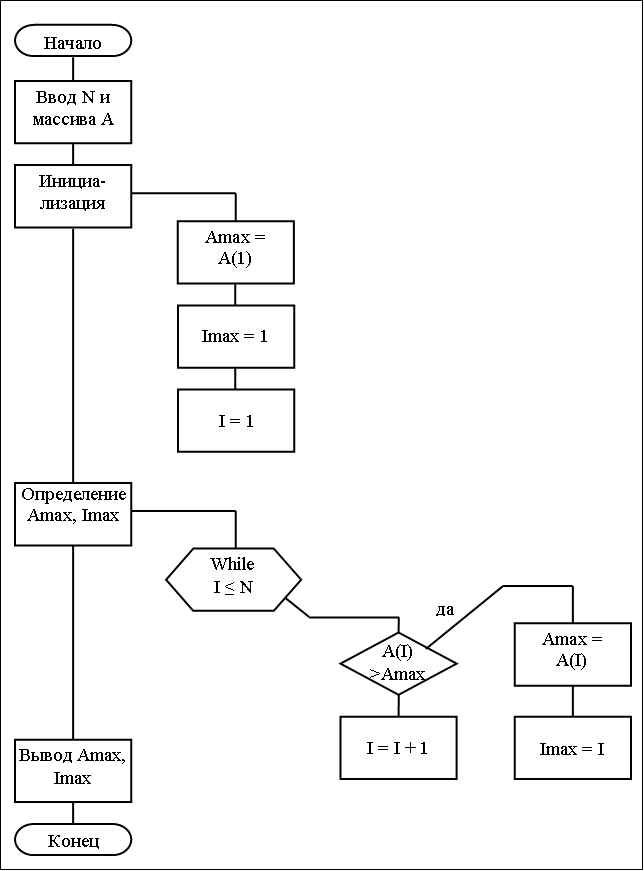 Начало
Ввод N и
массива A
Инициа-
лизация
Amax =
A(1)
Imax = 1
I = 1
Определение
Amax, Imax
While
I ≤ N
да
A(I)
>Amax
Amax =
A(I)
I = I + 1
Imax = I
Вывод Amax,
Imax
Конец